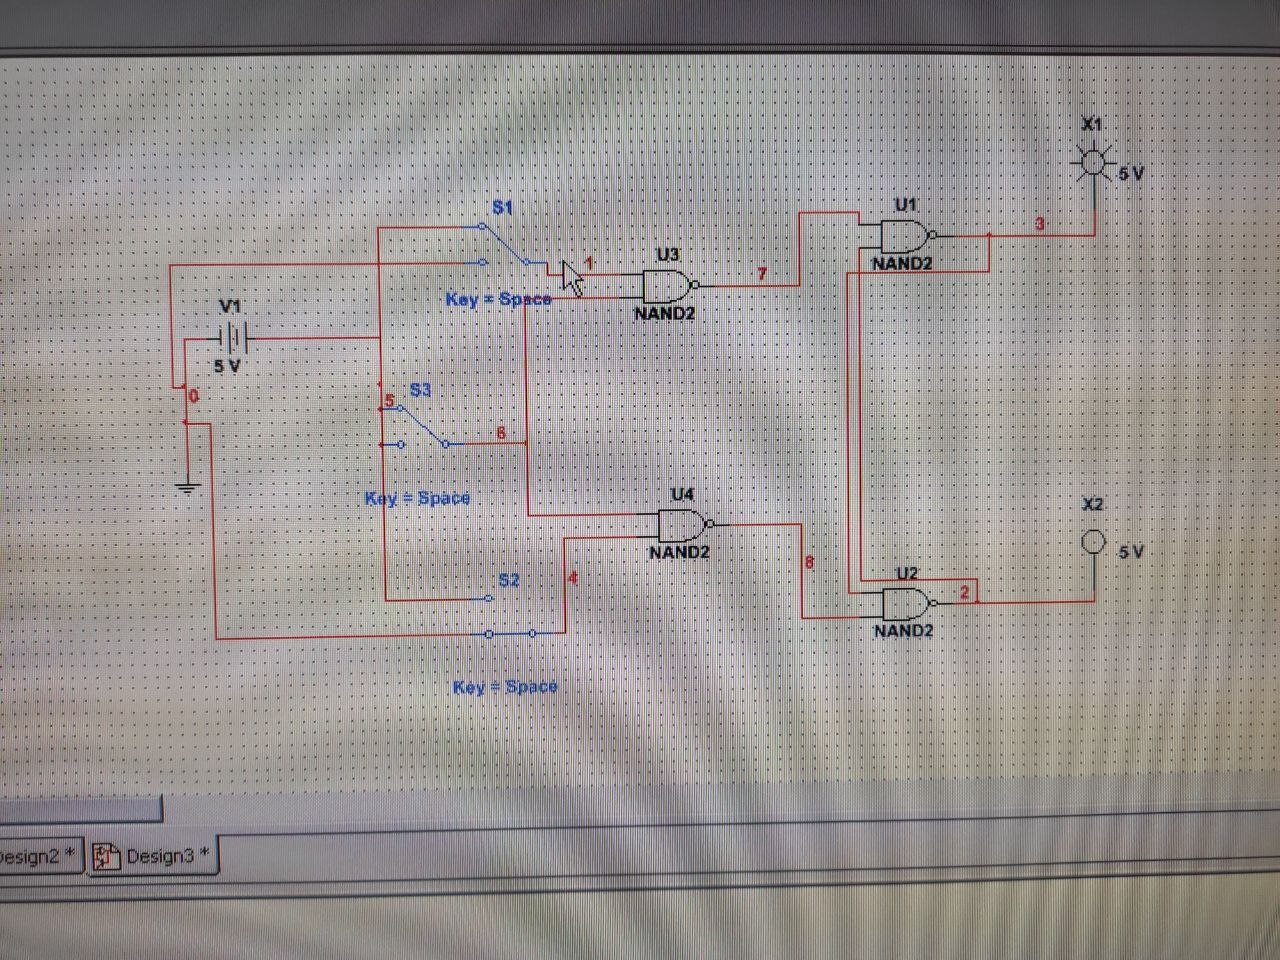 X1
5 V
S1
U1
3
1
U3
7
NAND2
Key = Space
NAND2
V1
5 V
0
S3
5
6
Key = Space
U4
X2
NAND2
5 V
8
S2
4
U2
2
NAND2
Key = Space
Design2 *
Design3 *